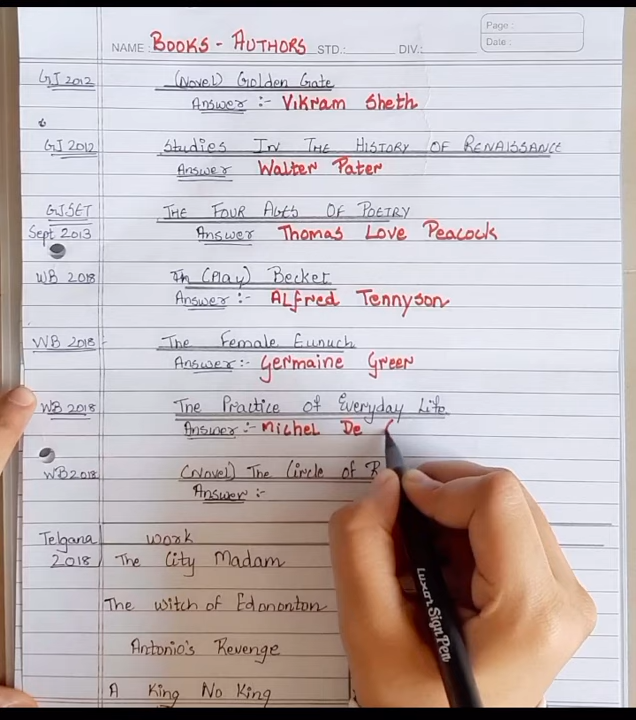 Page :
NAME : BOOKS - AUTHORS STD.: DIV.:
Date :
GJ 2012 (Novel) Golden Gate
Answer :- Vikram Sheth
GJ 2012 Studies In The History of Renaissance
Answer Walter Pater
GJSET The Four Ages Of Poetry
Sept 2013 Answer Thomas Love Peacock
WB 2018 (Play) Becket
Answer :- Alfred Tennyson
WB 2018 The Female Eunuch
Answer :- Germaine Greer
WB 2018 The Practice of Everyday Life
Answer :- Michel De
WB 2018 (Novel) The Circle of R
Answer :-
Telgana work
2018 The City Madam
The witch of Edmonton
Antonio's Revenge
A King No King
Luxor Sign Pen